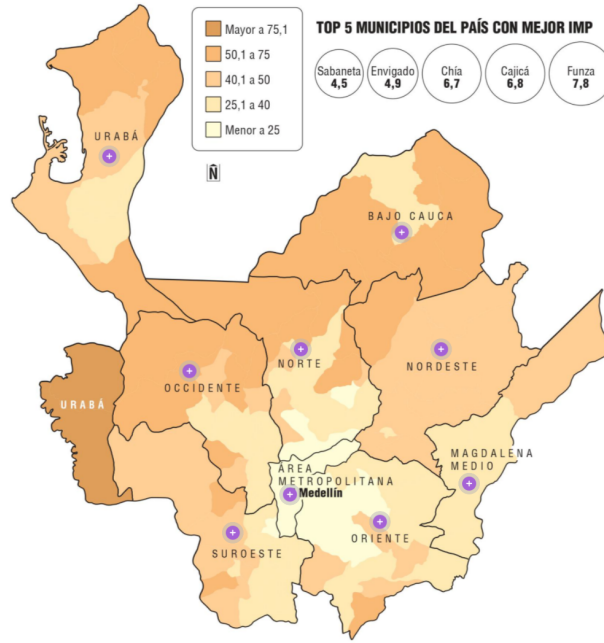 Mayor a 75,1
50,1 a 75
40,1 a 50
25,1 a 40
Menor a 25
TOP 5 MUNICIPIOS DEL PAÍS CON MEJOR IMP
Sabaneta
4,5
Envigado
4,9
Chía
6,7
Cajicá
6,8
Funza
7,8
Ñ
URABÁ
BAJO CAUCA
OCCIDENTE
NORTE
NORDESTE
URABÁ
ÁREA
METROPOLITANA
Medellín
MAGDALENA
MEDIO
SUROESTE
ORIENTE